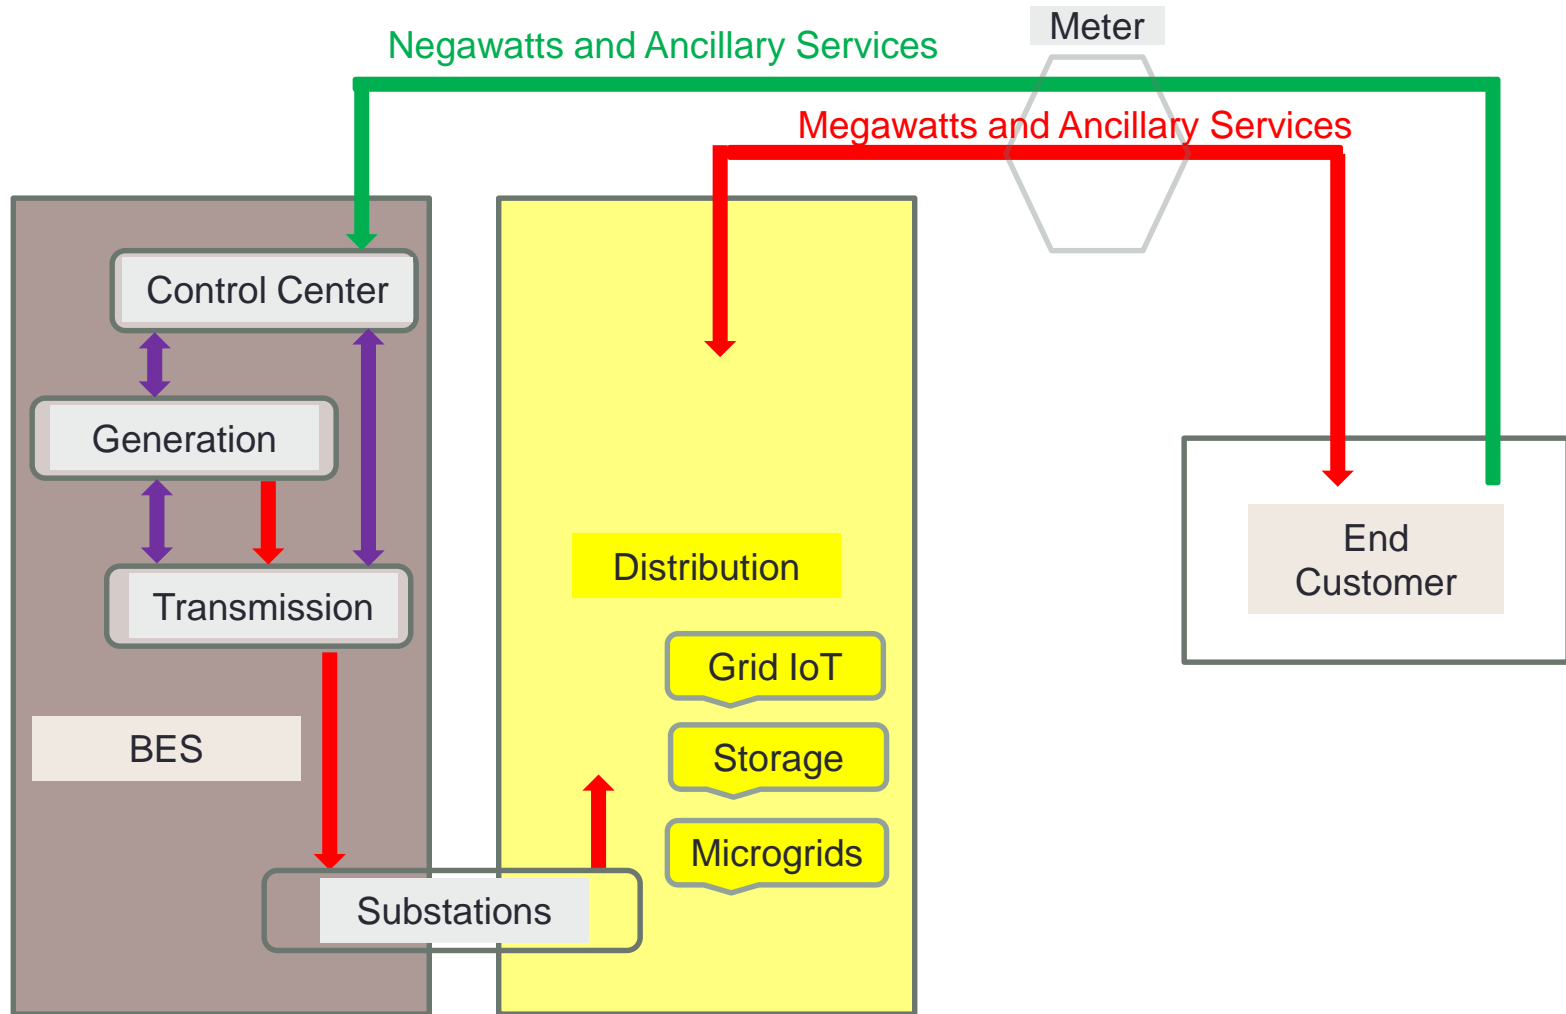 Meter
Negawatts and Ancillary Services
Megawatts and Ancillary Services
Control Center
Generation
Transmission
BES
Substations
Distribution
Grid IoT
Storage
Microgrids
End
Customer